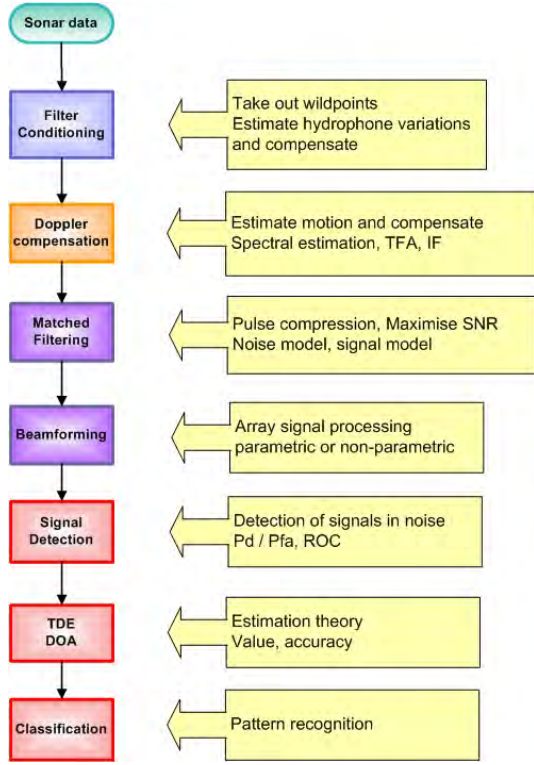 Sonar data
Filter
Conditioning
Take out wildpoints
Estimate hydrophone variations
and compensate
Doppler
compensation
Estimate motion and compensate
Spectral estimation, TFA, IF
Matched
Filtering
Pulse compression, Maximise SNR
Noise model, signal model
Beamforming
Array signal processing
parametric or non-parametric
Signal
Detection
Detection of signals in noise
Pd / Pfa, ROC
TDE
DOA
Estimation theory
Value, accuracy
Classification
Pattern recognition